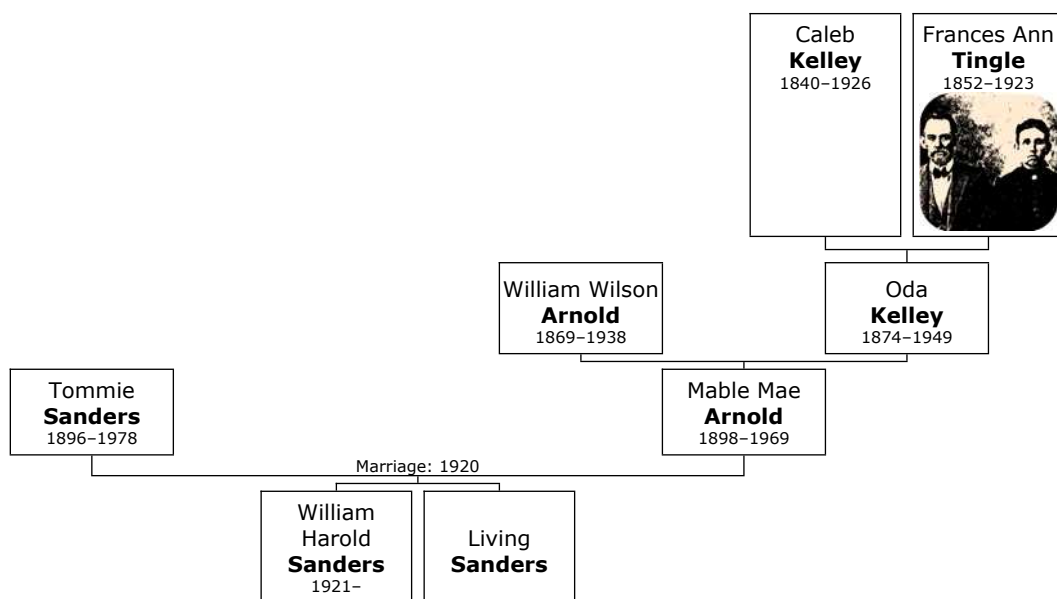 Caleb
Kelley
1840–1926
Frances Ann
Tingle
1852–1923
William Wilson
Arnold
1869–1938
Oda
Kelley
1874–1949
Tommie
Sanders
1896–1978
Mable Mae
Arnold
1898–1969
Marriage: 1920
William
Harold
Sanders
1921–
Living
Sanders